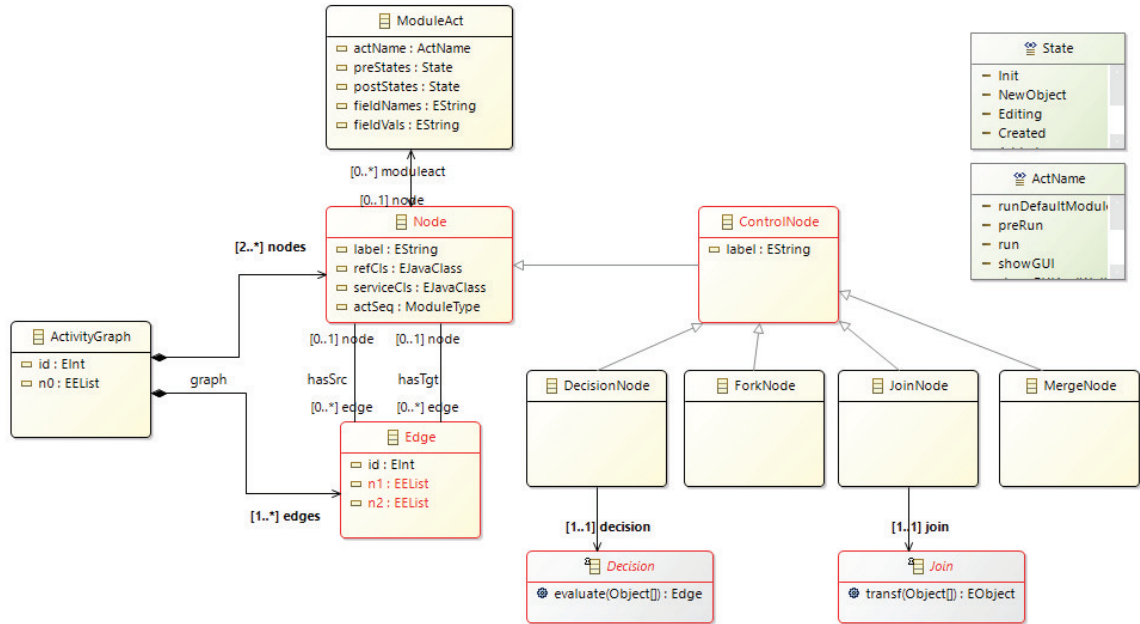 ModuleAct
actName : ActName
preStates : State
postStates : State
fieldNames : EString
fieldVals : EString
State
Init
NewObject
Editing
Created
ActName
runDefaultModule
preRun
run
showGUI
[0..*] moduleact
[0..1] node
Node
label : EString
refCls : EJavaClass
serviceCls : EJavaClass
actSeq : ModuleType
ControlNode
label : EString
[2..*] nodes
ActivityGraph
id : EInt
n0 : EEList
graph
[0..1] node
[0..1] node
hasSrc
hasTgt
[0..*] edge
[0..*] edge
Edge
id : EInt
n1 : EEList
n2 : EEList
[1..*] edges
DecisionNode
ForkNode
JoinNode
MergeNode
[1..1] decision
[1..1] join
Decision
evaluate(Object[]) : Edge
Join
transf(Object[]) : EObject